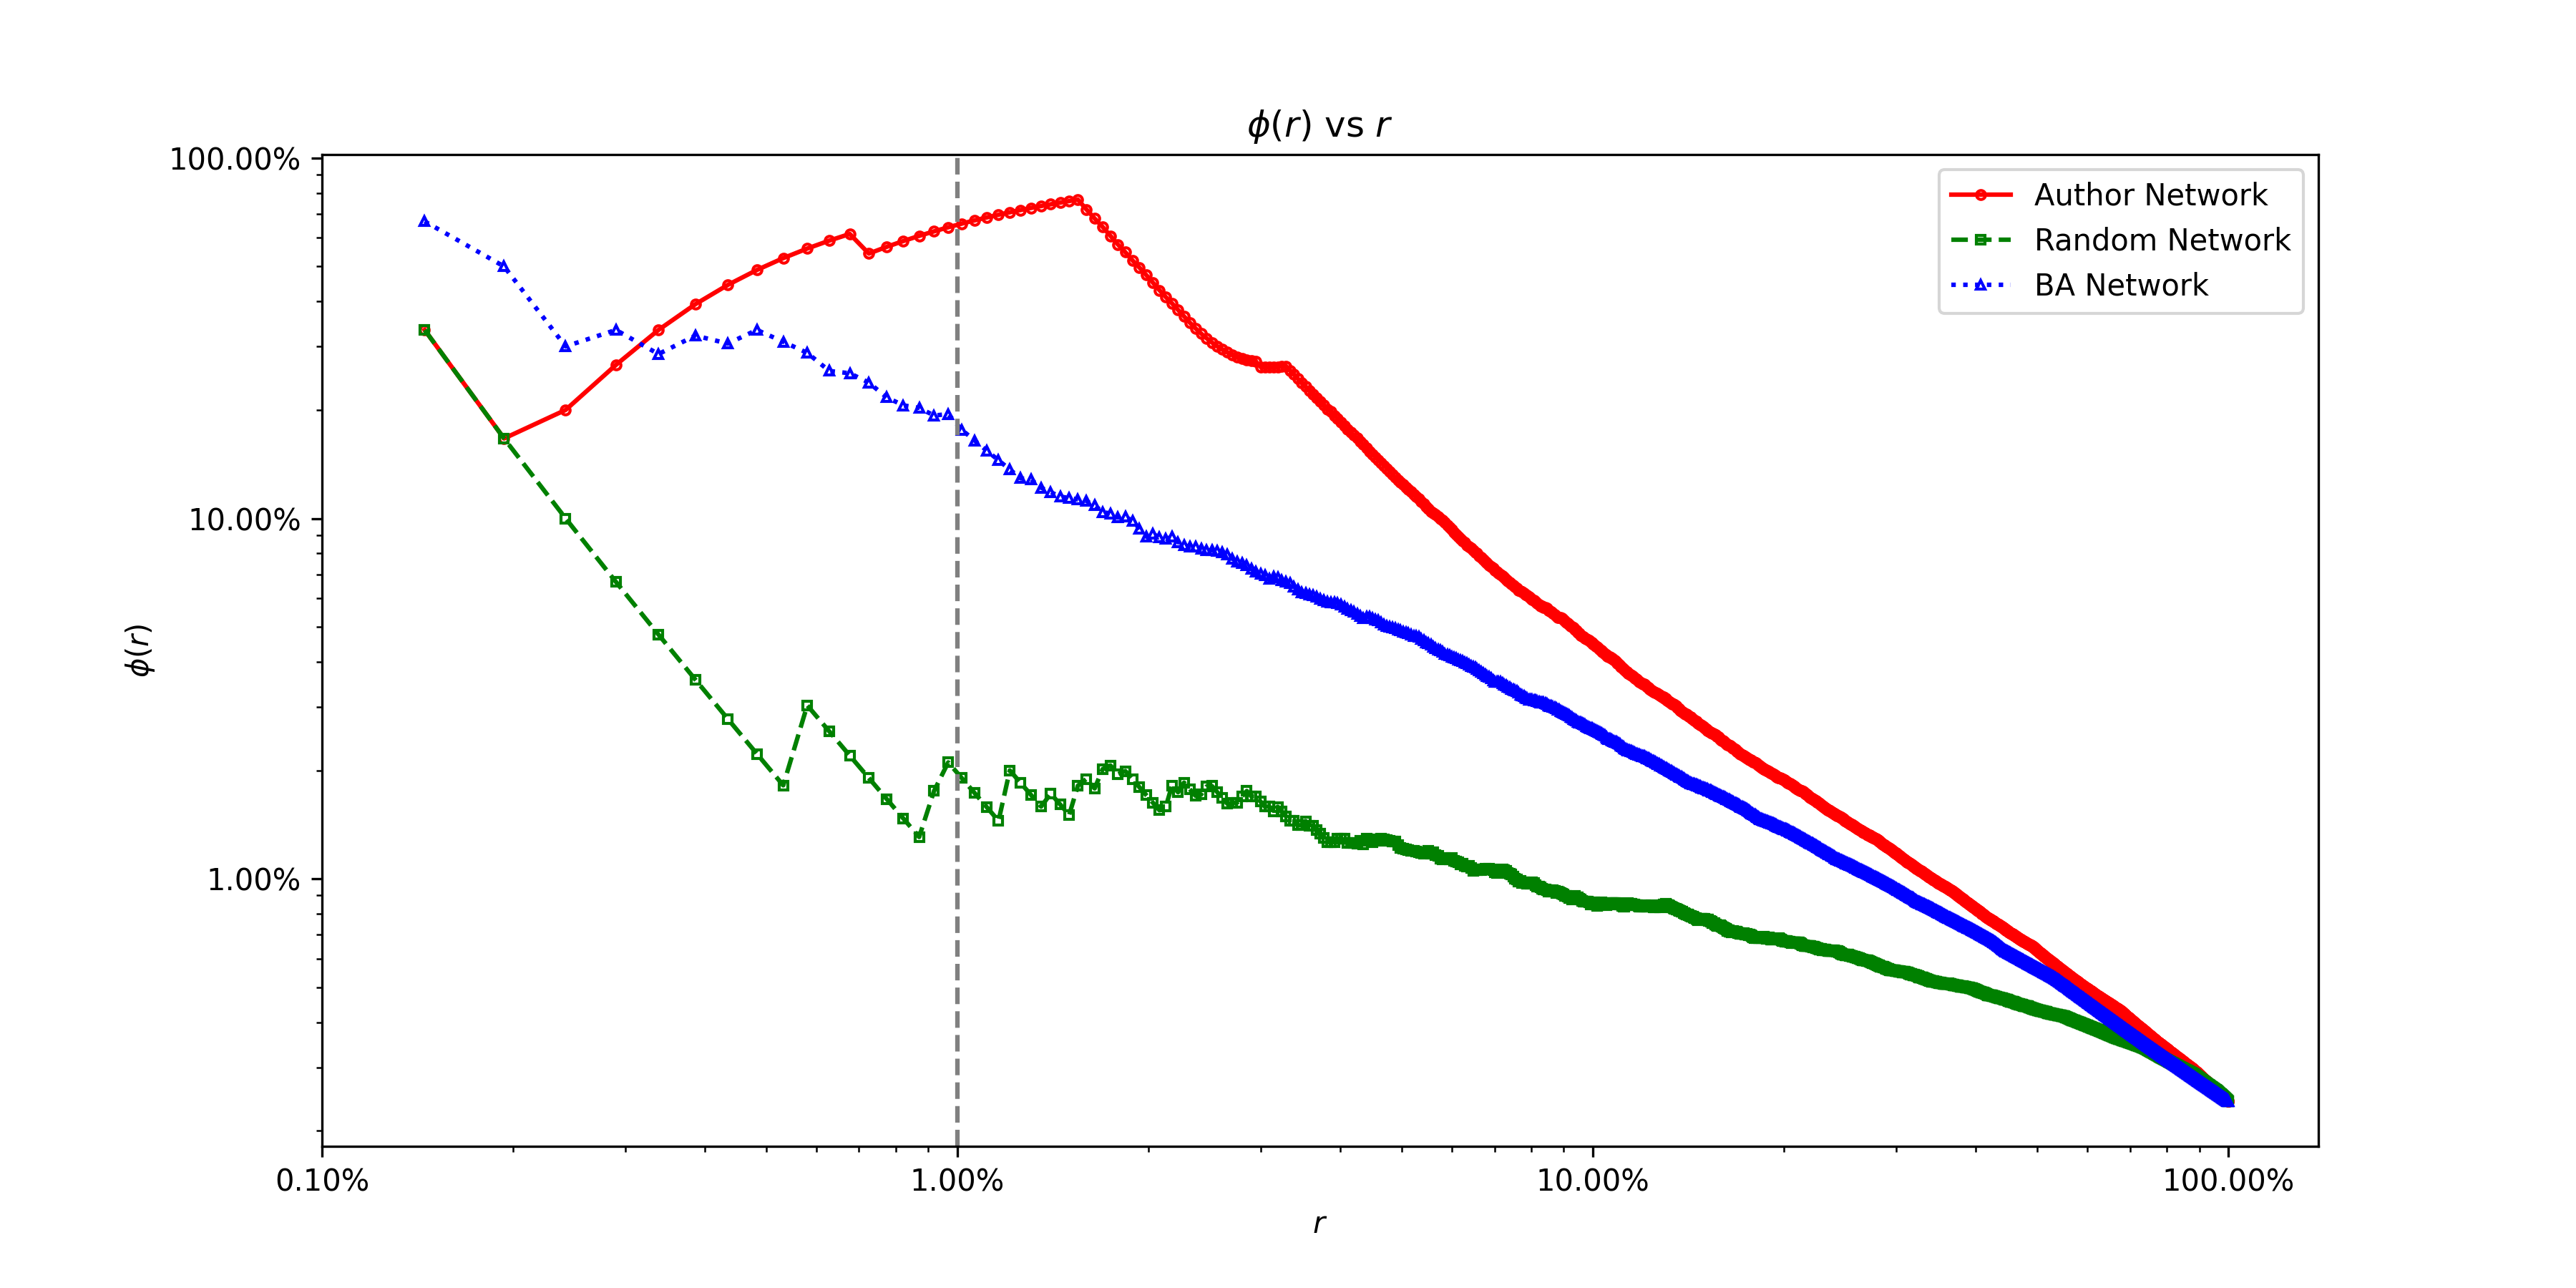 ϕ(r) vs r
100.00%
10.00%
1.00%
ϕ(r)
Author Network
Random Network
BA Network
0.10%
1.00%
10.00%
100.00%
r